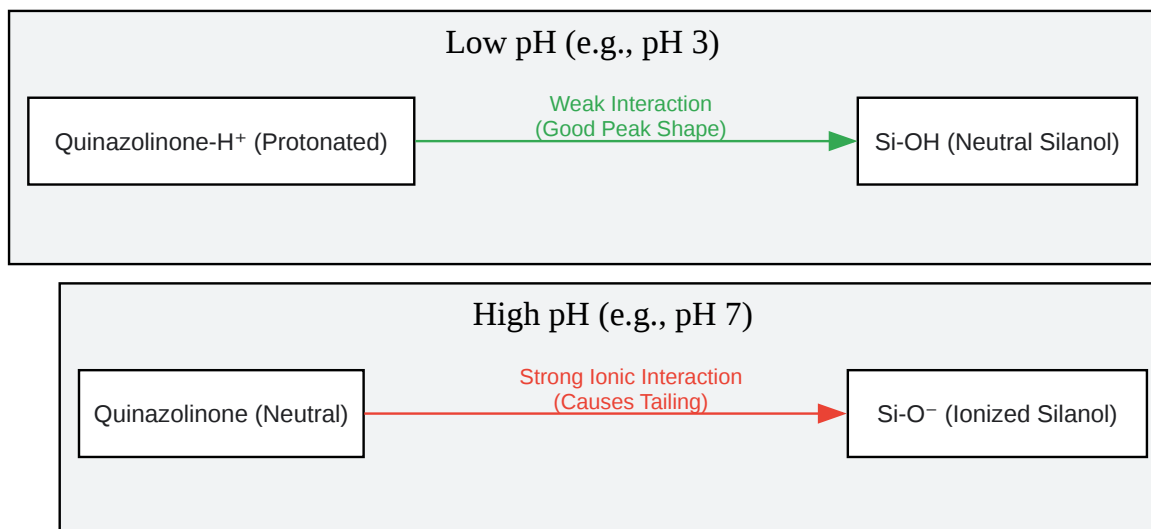 Low pH (e.g., pH 3)
Weak Interaction
(Good Peak Shape)
Quinazolinone-H⁺ (Protonated)
Si-OH (Neutral Silanol)
High pH (e.g., pH 7)
Strong Ionic Interaction
(Causes Tailing)
Quinazolinone (Neutral)
Si-O⁻ (Ionized Silanol)